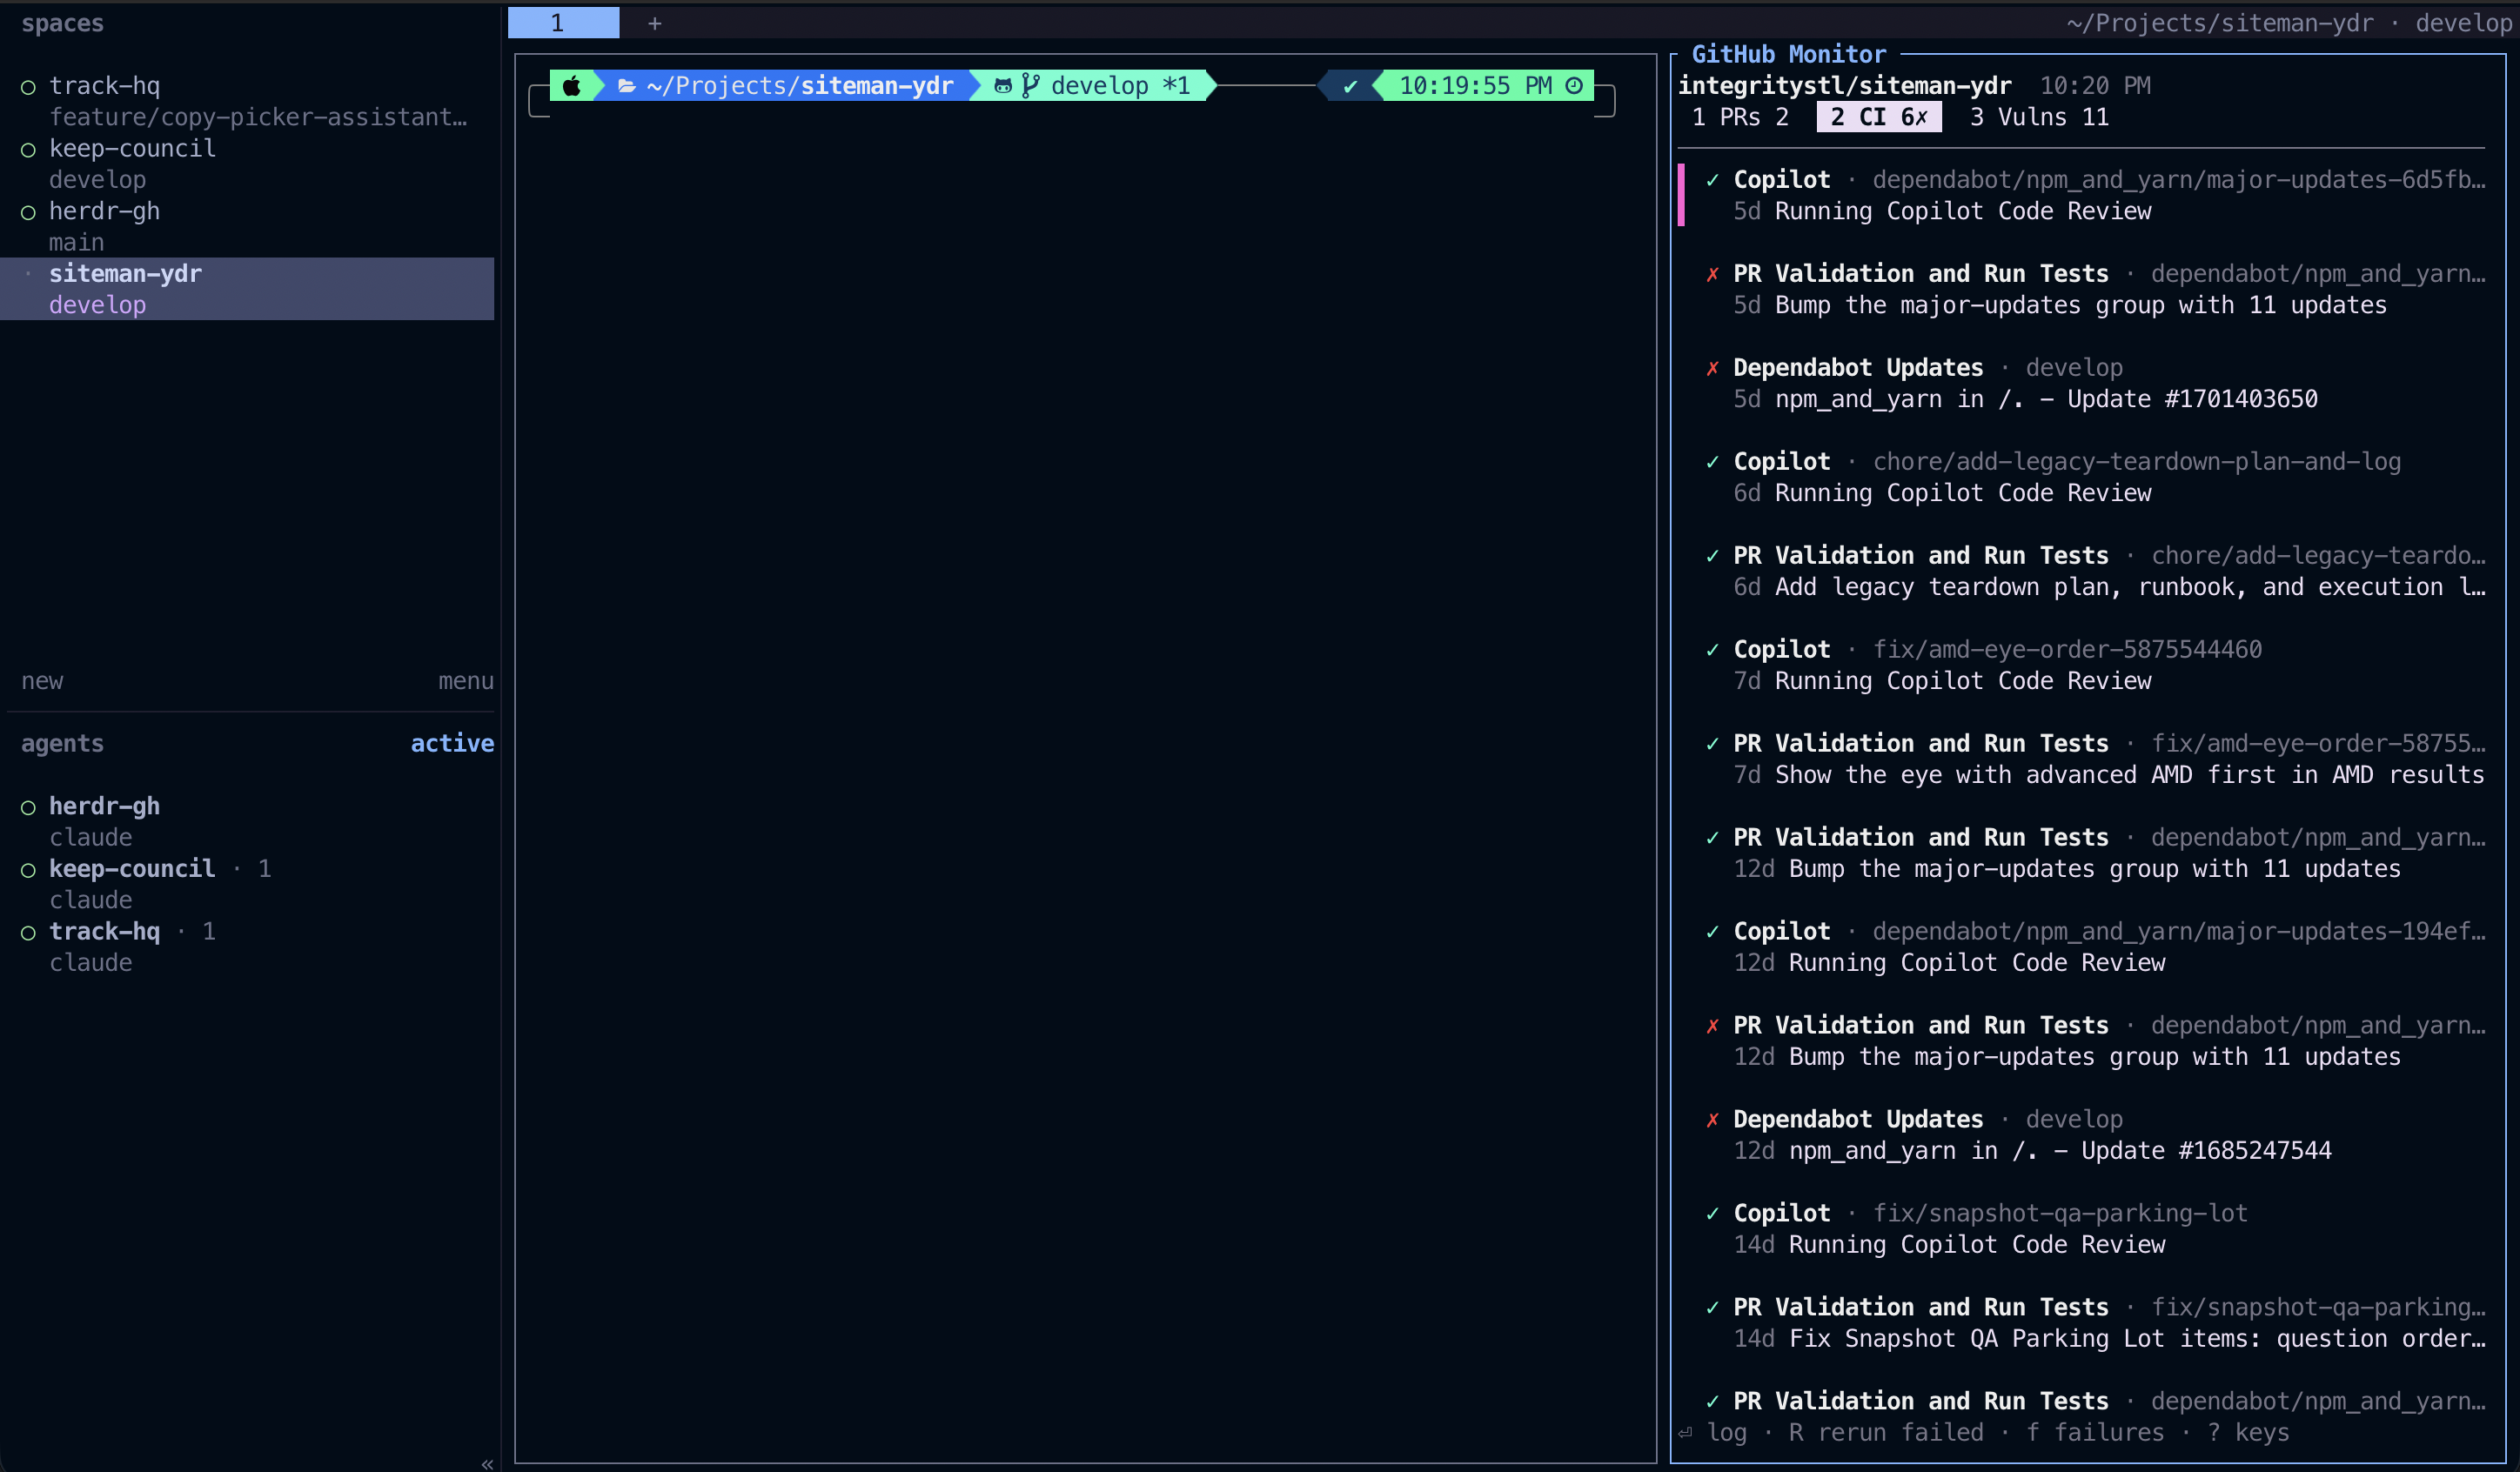 spaces
track-hq
feature/copy-picker-assistant…
keep-council
develop
herdr-gh
main
· siteman-ydr
develop
new menu
agents active
herdr-gh
claude
keep-council · 1
claude
track-hq · 1
claude
«
1 +
~/Projects/siteman-ydr · develop
~/Projects/siteman-ydr develop *1 ✔ 10:19:55 PM
GitHub Monitor
integritystl/siteman-ydr 10:20 PM
1 PRs 2 2 CI 6✗ 3 Vulns 11
✓ Copilot · dependabot/npm_and_yarn/major-updates-6d5fb…
5d Running Copilot Code Review
✗ PR Validation and Run Tests · dependabot/npm_and_yarn…
5d Bump the major-updates group with 11 updates
✗ Dependabot Updates · develop
5d npm_and_yarn in /. - Update #1701403650
✓ Copilot · chore/add-legacy-teardown-plan-and-log
6d Running Copilot Code Review
✓ PR Validation and Run Tests · chore/add-legacy-teardo…
6d Add legacy teardown plan, runbook, and execution l…
✓ Copilot · fix/amd-eye-order-5875544460
7d Running Copilot Code Review
✓ PR Validation and Run Tests · fix/amd-eye-order-58755…
7d Show the eye with advanced AMD first in AMD results
✓ PR Validation and Run Tests · dependabot/npm_and_yarn…
12d Bump the major-updates group with 11 updates
✓ Copilot · dependabot/npm_and_yarn/major-updates-194ef…
12d Running Copilot Code Review
✗ PR Validation and Run Tests · dependabot/npm_and_yarn…
12d Bump the major-updates group with 11 updates
✗ Dependabot Updates · develop
12d npm_and_yarn in /. - Update #1685247544
✓ Copilot · fix/snapshot-qa-parking-lot
14d Running Copilot Code Review
✓ PR Validation and Run Tests · fix/snapshot-qa-parking…
14d Fix Snapshot QA Parking Lot items: question order…
✓ PR Validation and Run Tests · dependabot/npm_and_yarn…
⏎ log · R rerun failed · f failures · ? keys